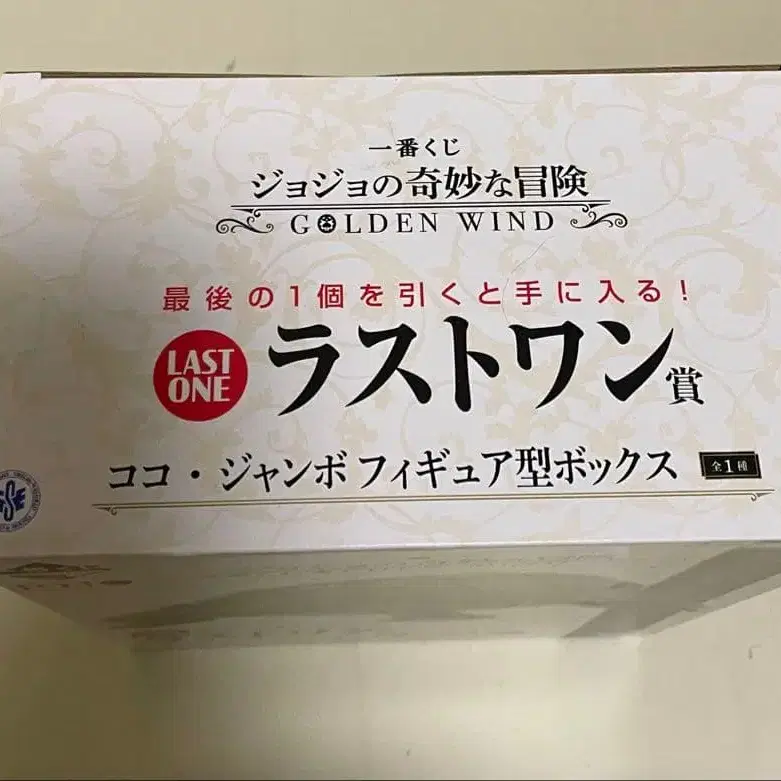 一番くじ
ジョジョの奇妙な冒険
GOLDEN WIND
最後の1個を引くと手に入る!
LAST
ONE
ラストワン賞
ココ・ジャンボ フィギュア型ボックス 全1種